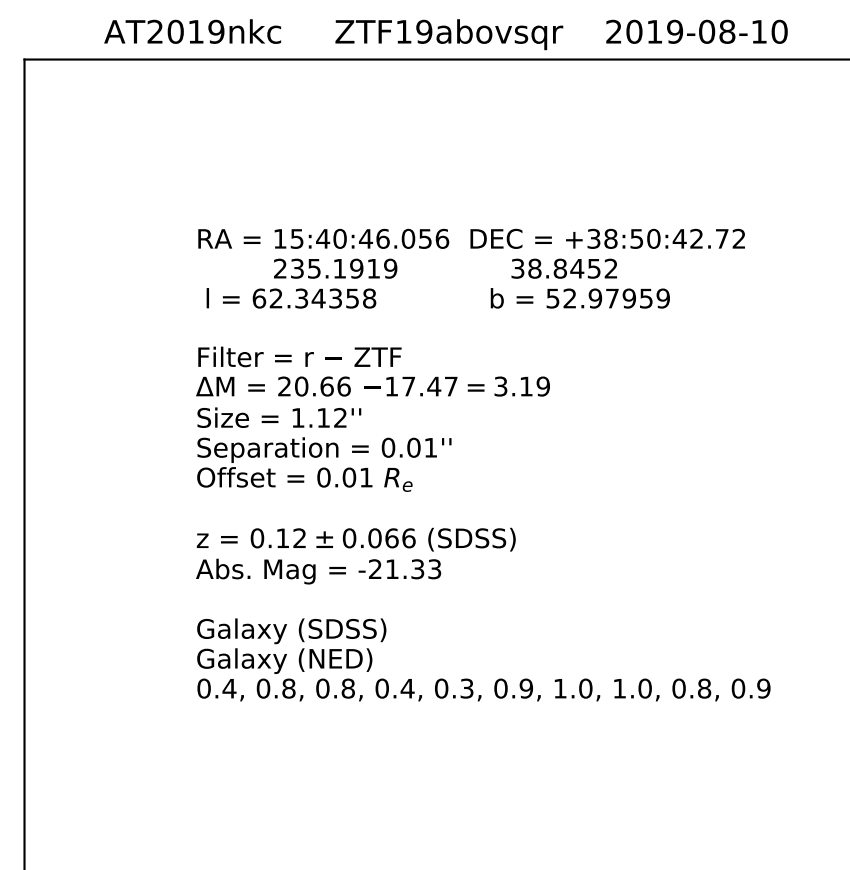 AT2019nkc ZTF19abovsqr 2019-08-10
RA = 15:40:46.056 DEC = +38:50:42.72
235.1919 38.8452
l = 62.34358 b = 52.97959
Filter = r − ZTF
ΔM = 20.66 −17.47 = 3.19
Size = 1.12''
Separation = 0.01''
Offset = 0.01 Re
z = 0.12 ± 0.066 (SDSS)
Abs. Mag = -21.33
Galaxy (SDSS)
Galaxy (NED)
0.4, 0.8, 0.8, 0.4, 0.3, 0.9, 1.0, 1.0, 0.8, 0.9